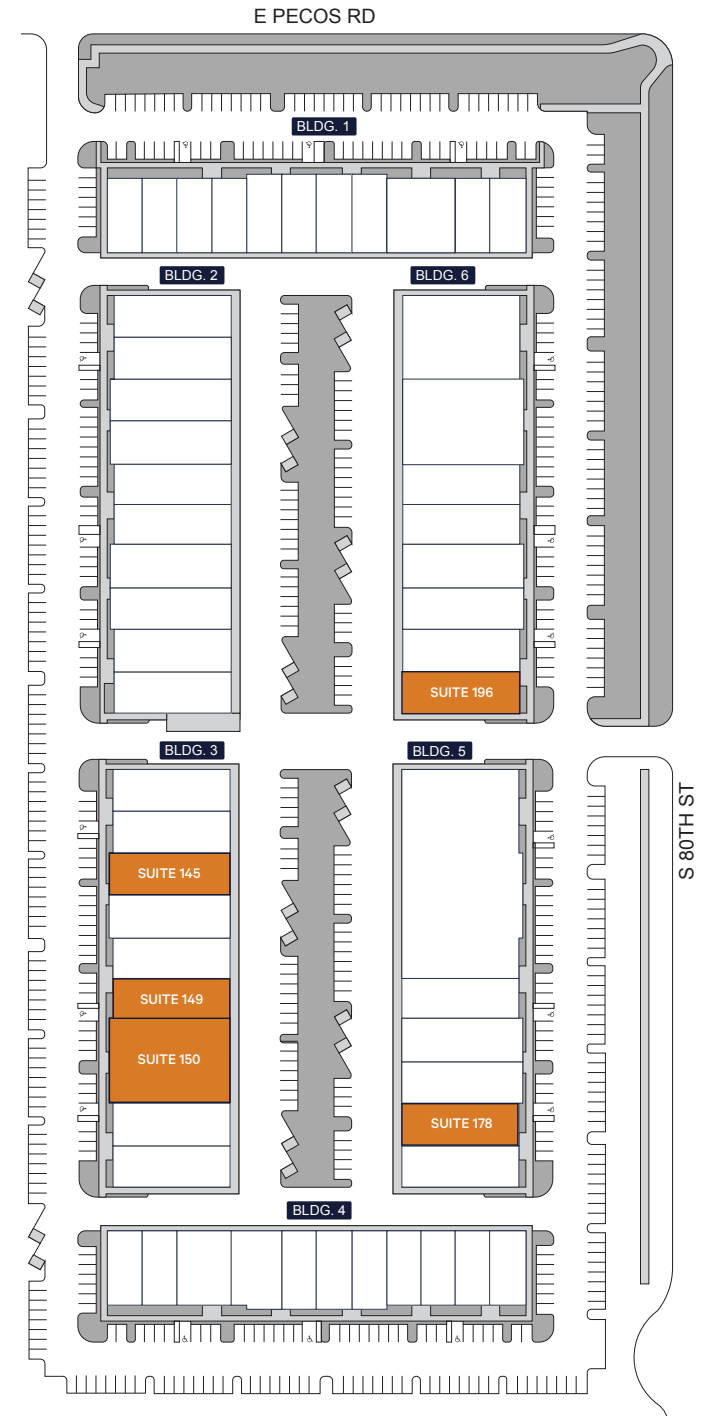 E PECOS RD
BLDG. 1
BLDG. 2
BLDG. 6
SUITE 196
BLDG. 3
BLDG. 5
S 80TH ST
SUITE 145
SUITE 149
SUITE 150
SUITE 178
BLDG. 4